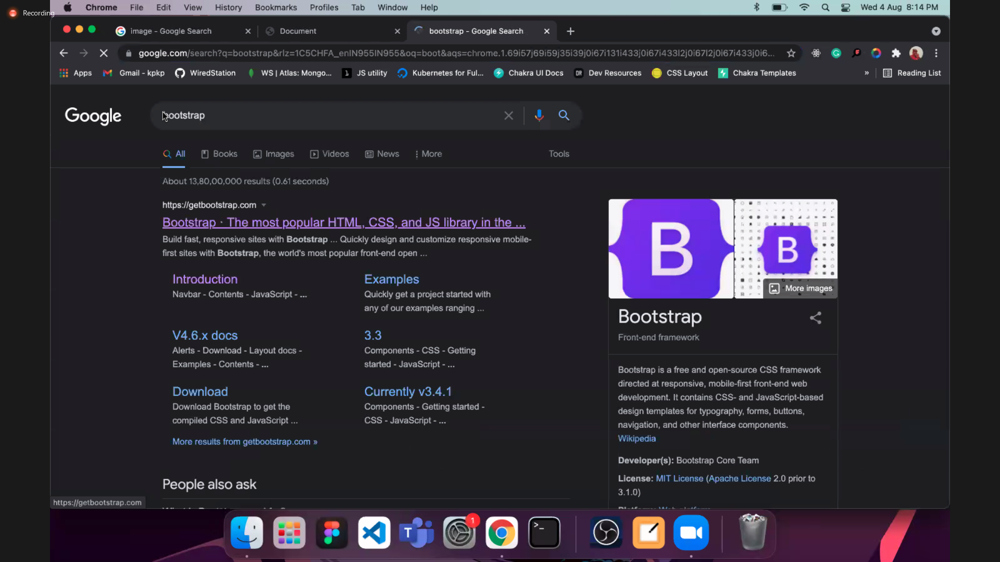 Recording
Chrome File Edit View History Bookmarks Profiles Tab Window Help
Wed 4 Aug 8:14 PM
image - Google Search
Document
bootstrap - Google Search
google.com/search?q=bootstrap&rlz=1C5CHFA_enIN955IN955&oq=boot&aqs=chrome.1.69i57j69i59j35i39j0i67i131i433j0i67i433l2j0i67l2j0i67i433j0i6...
Apps
Gmail - kpkp
WiredStation
WS | Atlas: Mongo...
JS utility
Kubernetes for Ful...
Chakra UI Docs
DR Dev Resources
CSS Layout
Chakra Templates
»
Reading List
Google
bootstrap
All Books Images Videos News More Tools
About 13,80,00,000 results (0.61 seconds)
https://getbootstrap.com
Bootstrap · The most popular HTML, CSS, and JS library in the ...
Build fast, responsive sites with Bootstrap ... Quickly design and customize responsive mobile-
first sites with Bootstrap, the world's most popular front-end open ...
Introduction
Navbar - Contents - JavaScript - ...
Examples
Quickly get a project started with
any of our examples ranging ...
V4.6.x docs
Alerts - Download - Layout docs -
Examples - Contents - ...
3.3
Components - CSS - Getting
started - JavaScript - ...
Download
Download Bootstrap to get the
compiled CSS and JavaScript ...
Currently v3.4.1
Components - Getting started -
CSS - JavaScript - ...
More results from getbootstrap.com »
People also ask
B
B
More images
Bootstrap
Front-end framework
Bootstrap is a free and open-source CSS framework
directed at responsive, mobile-first front-end web
development. It contains CSS- and JavaScript-based
design templates for typography, forms, buttons,
navigation, and other interface components.
Wikipedia
Developer(s): Bootstrap Core Team
License: MIT License (Apache License 2.0 prior to
3.1.0)
https://getbootstrap.com
T
1